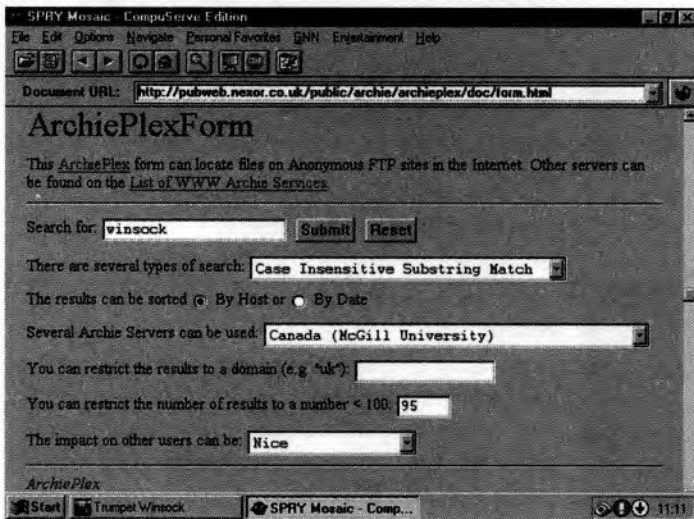 SPRY Mosaic - CompuServe Edition
File Edit Options Navigate Personal Favorites GNN Entertainment Help
Document URL: http://pubweb.nexor.co.uk/public/archie/archieplex/doc/form.html
ArchiePlexForm
This ArchiePlex form can locate files on Anonymous FTP sites in the Internet. Other servers can
be found on the List of WWW Archie Services
Search for: winsock Submit Reset
There are several types of search: Case Insensitive Substring Match
The results can be sorted By Host or By Date
Several Archie Servers can be used: Canada (McGill University)
You can restrict the results to a domain (e.g. "uk"):
You can restrict the number of results to a number < 100: 95
The impact on other users can be: Nice
ArchiePlex
Start Trumpet Winsock SPRY Mosaic - Comp... 11:11